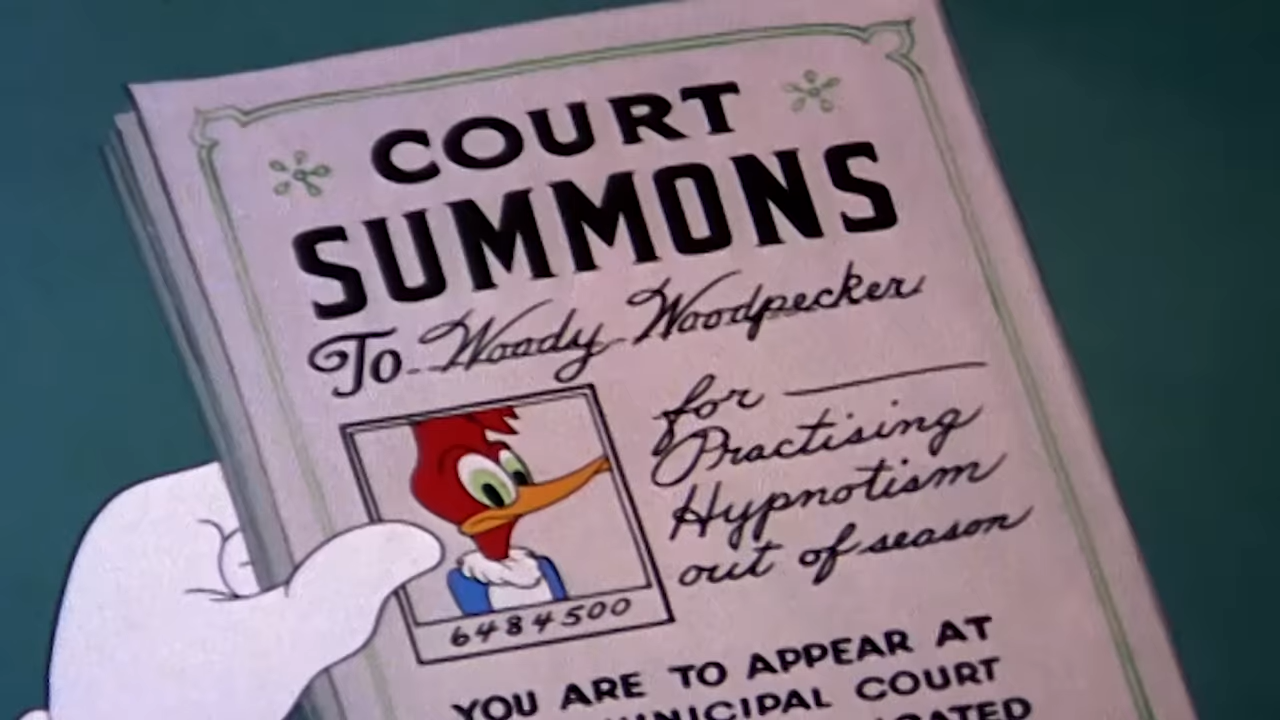 COURT
SUMMONS
To Woody Woodpecker
for
Practising
Hypnotism
out of season
6484500
YOU ARE TO APPEAR AT
MUNICIPAL COURT